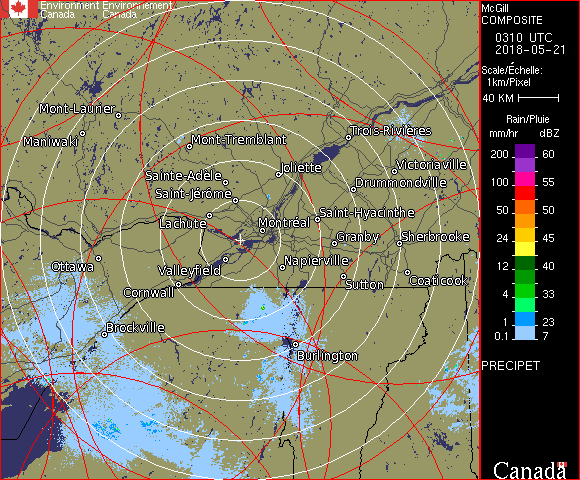 Environment Environnement
Canada Canada
McGill
COMPOSITE
0310 UTC
2018-05-21
Scale/Échelle:
1km/Pixel
40 KM
Rain/Pluie
mm/hr dBZ
200 60
100 55
50 50
24 45
12 40
4 33
1 23
0.1 7
PRECIPET
Canada
Mont-Laurier
Maniwaki
Mont-Tremblant
Trois-Rivières
Sainte-Adèle
Joliette
Victoriaville
Saint-Jérôme
Drummondville
Lachute
Montréal
Saint-Hyacinthe
Granby
Sherbrooke
Ottawa
Valleyfield
Napierville
Cornwall
Sutton
Coaticook
Brockville
Burlington